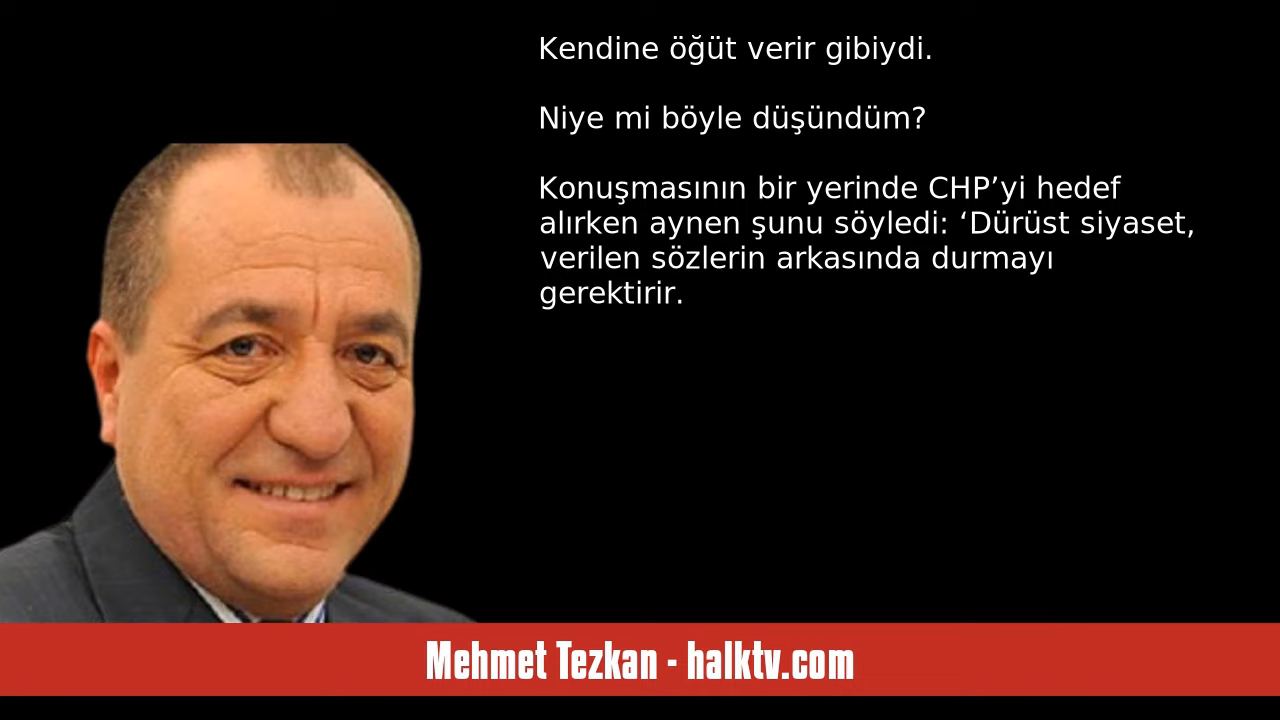 Kendine öğüt verir gibiydi.
Niye mi böyle düşündüm?
Konuşmasının bir yerinde CHP’yi hedef
alırken aynen şunu söyledi: ‘Dürüst siyaset,
verilen sözlerin arkasında durmayı
gerektirir.
Mehmet Tezkan - halktv.com